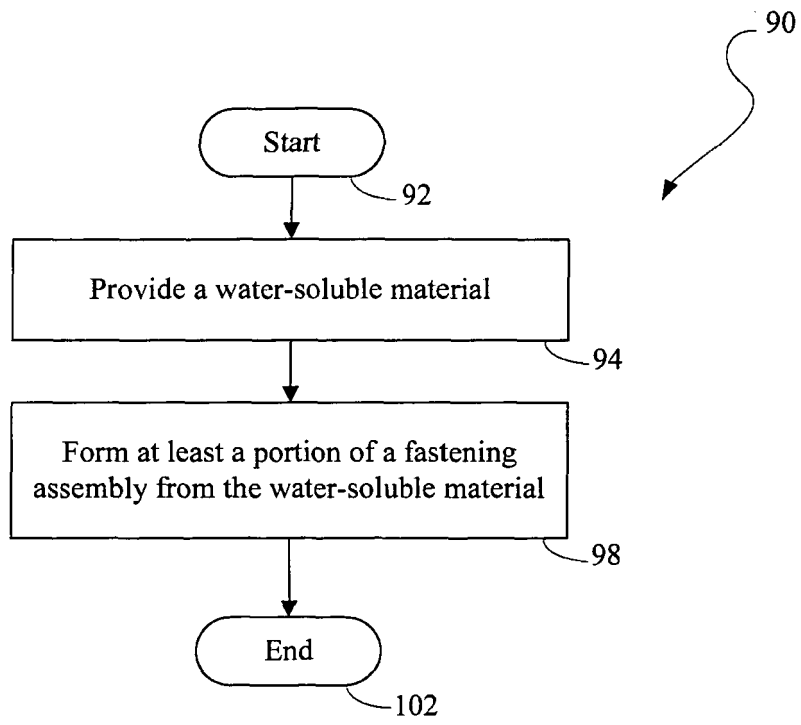 90
Start
92
Provide a water-soluble material
94
Form at least a portion of a fastening
assembly from the water-soluble material
98
End
102